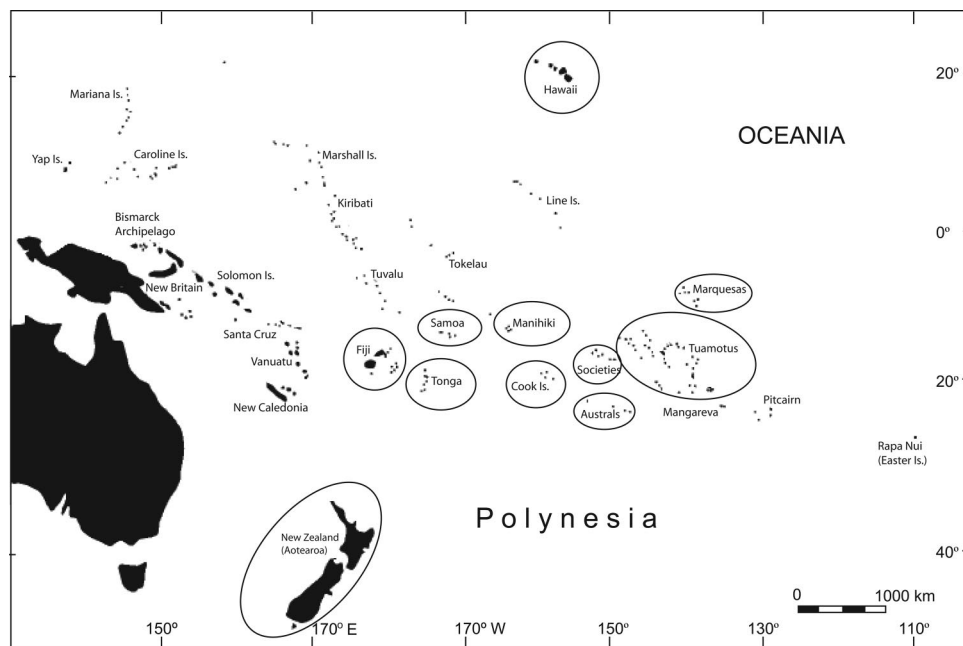 20º
Hawaii
Mariana Is.
OCEANIA
Yap Is.
Caroline Is.
Marshall Is.
Kiribati
Line Is.
Bismarck
Archipelago
0º
Tokelau
Solomon Is.
Tuvalu
New Britain
Marquesas
Santa Cruz
Samoa
Manihiki
Vanuatu
Fiji
Tuamotus
Societies
Tonga
Cook Is.
20º
New Caledonia
Australs
Mangareva
Pitcairn
Rapa Nui
(Easter Is.)
Polynesia
New Zealand
(Aotearoa)
40º
0 1000 km
150º 170º E 170º W 150º 130º 110º